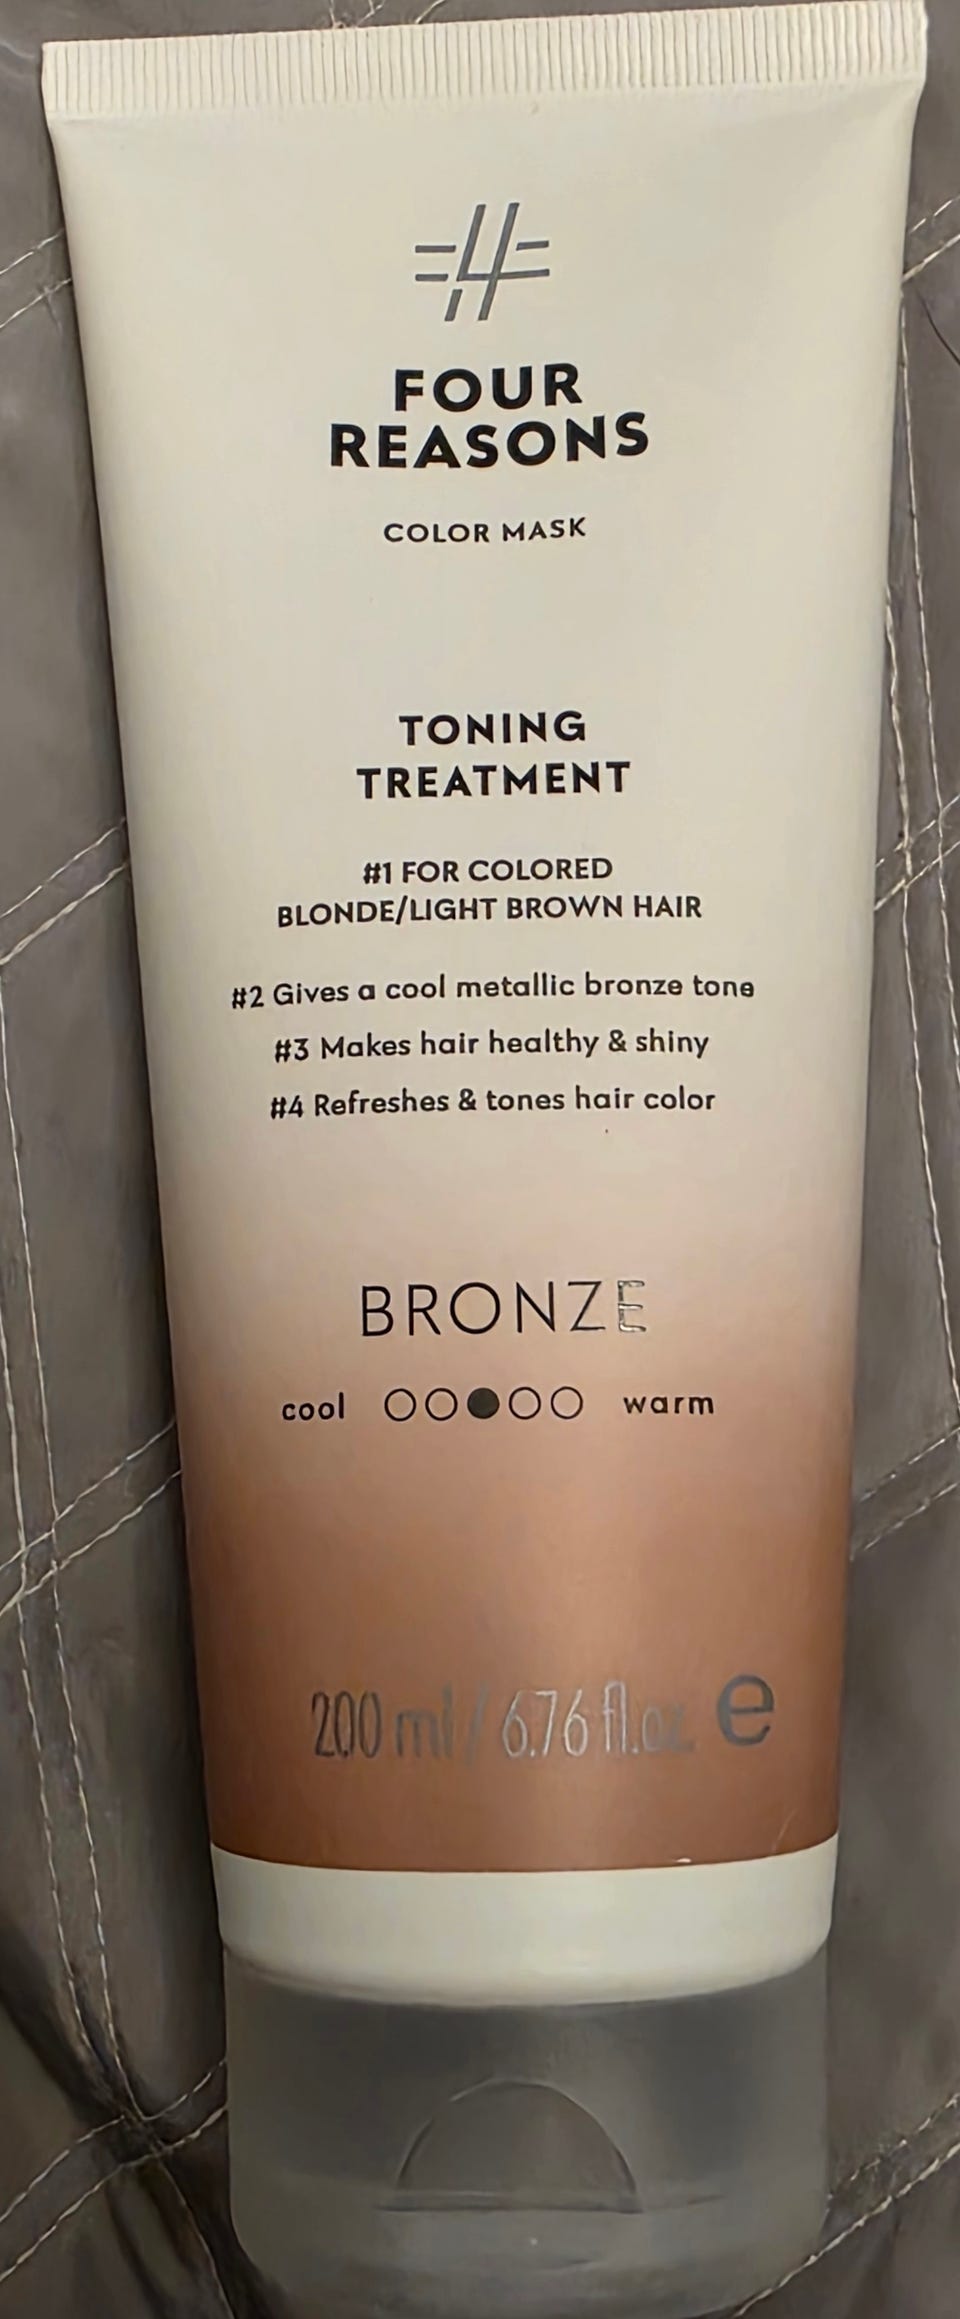 #4
FOUR
REASONS
COLOR MASK
TONING
TREATMENT
#1 FOR COLORED
BLONDE/LIGHT BROWN HAIR
#2 Gives a cool metallic bronze tone
#3 Makes hair healthy & shiny
#4 Refreshes & tones hair color
BRONZE
cool warm
200 ml / 6.76 fl.oz. e